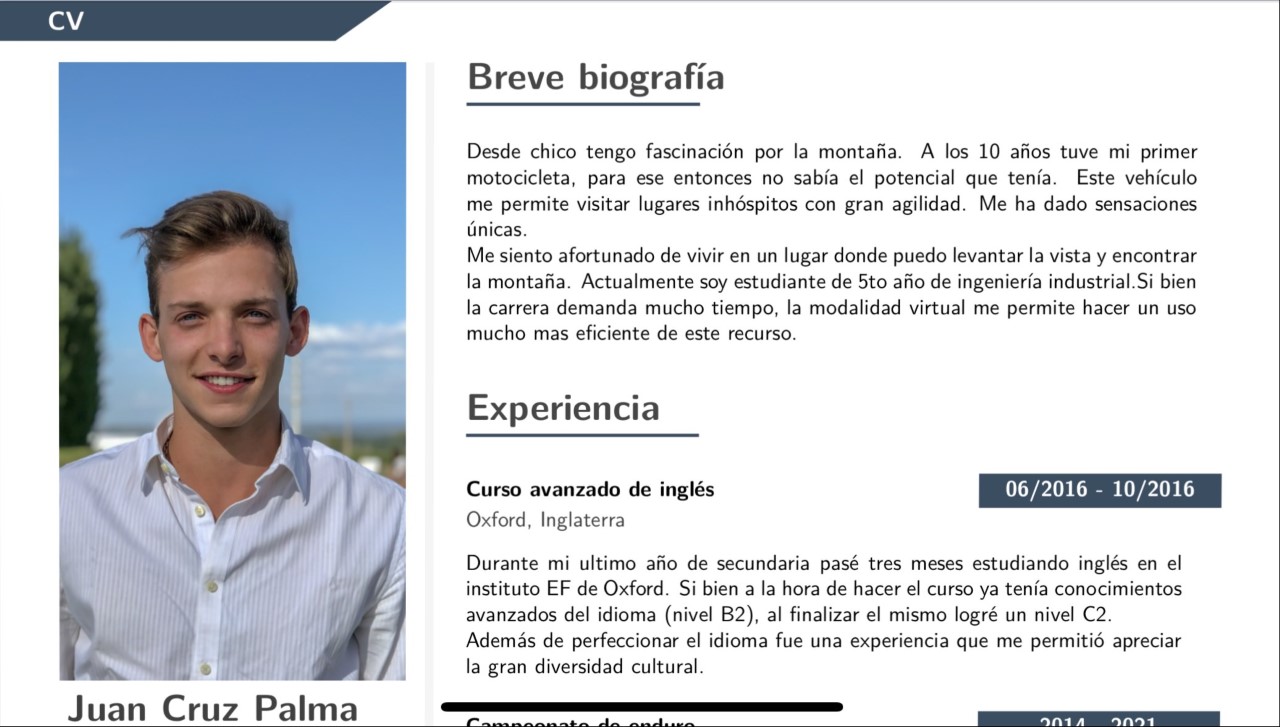 CV
Breve biografía
Desde chico tengo fascinación por la montaña. A los 10 años tuve mi primer
motocicleta, para ese entonces no sabía el potencial que tenía. Este vehículo
me permite visitar lugares inhóspitos con gran agilidad. Me ha dado sensaciones
únicas.
Me siento afortunado de vivir en un lugar donde puedo levantar la vista y encontrar
la montaña. Actualmente soy estudiante de 5to año de ingeniería industrial.Si bien
la carrera demanda mucho tiempo, la modalidad virtual me permite hacer un uso
mucho mas eficiente de este recurso.
Experiencia
Curso avanzado de inglés
06/2016 - 10/2016
Oxford, Inglaterra
Durante mi ultimo año de secundaria pasé tres meses estudiando inglés en el
instituto EF de Oxford. Si bien a la hora de hacer el curso ya tenía conocimientos
avanzados del idioma (nivel B2), al finalizar el mismo logré un nivel C2.
Además de perfeccionar el idioma fue una experiencia que me permitió apreciar
la gran diversidad cultural.
Juan Cruz Palma
Campeonato de enduro
2014 - 2021